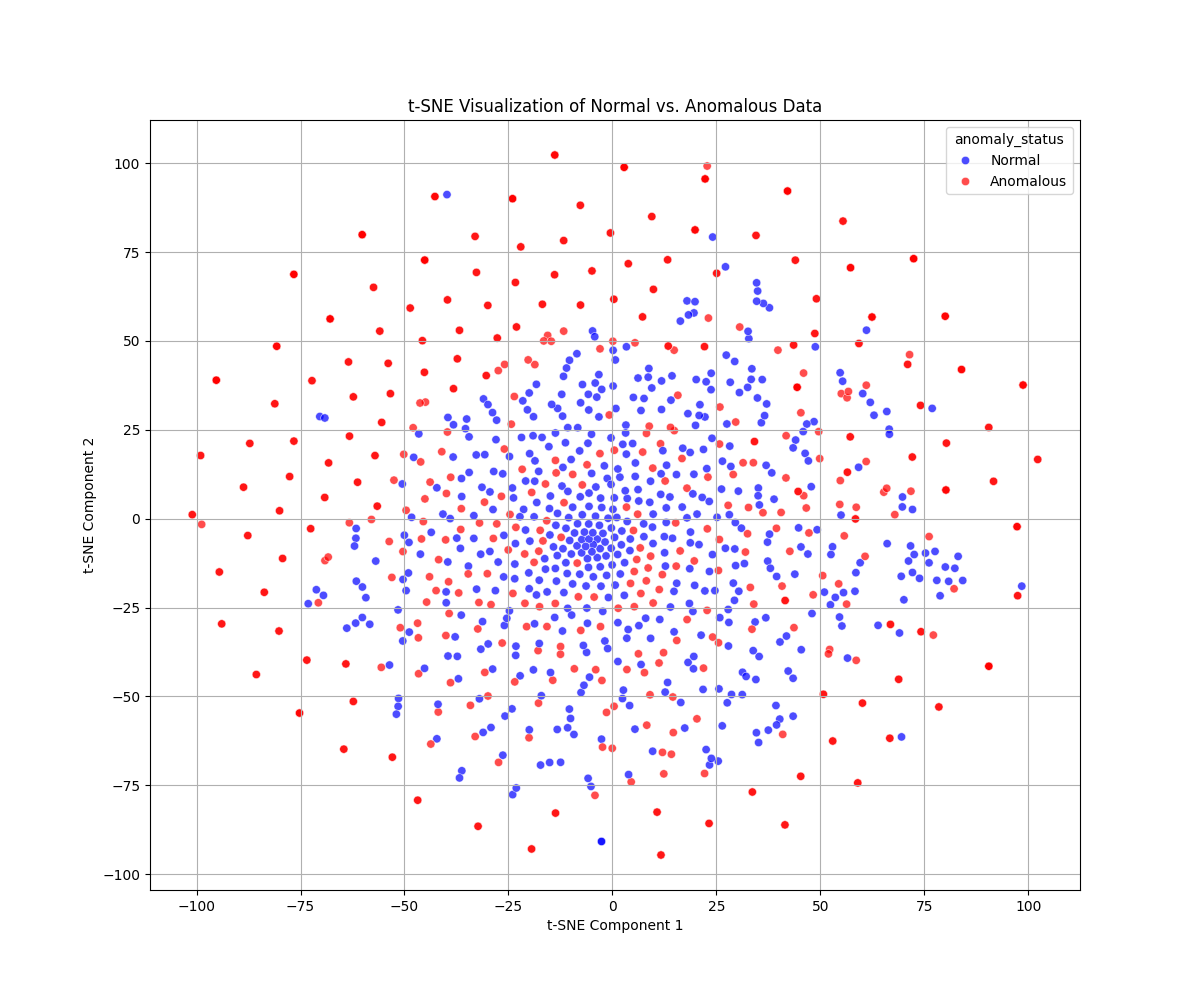 t-SNE Visualization of Normal vs. Anomalous Data
anomaly_status
Normal
Anomalous
t-SNE Component 2
100
75
50
25
0
−25
−50
−75
−100
−100 −75 −50 −25 0 25 50 75 100
t-SNE Component 1